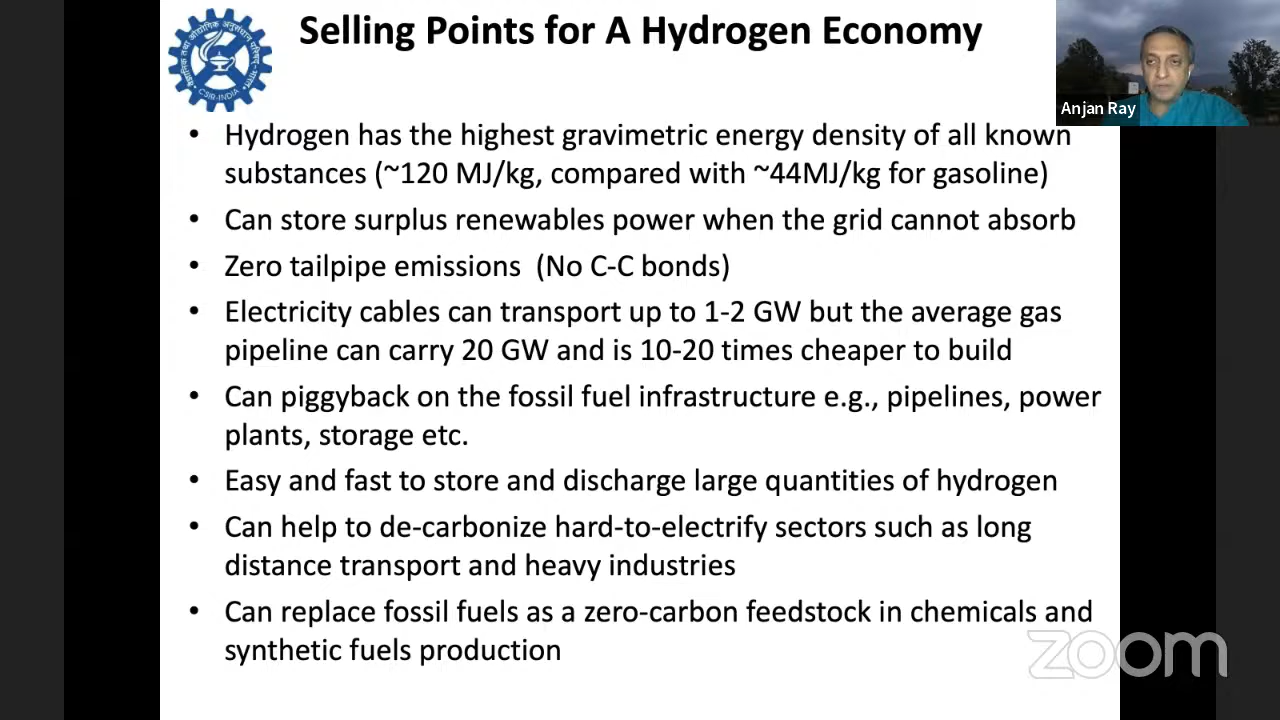 Selling Points for A Hydrogen Economy
CSIR-INDIA
Anjan Ray
• Hydrogen has the highest gravimetric energy density of all known
substances (~120 MJ/kg, compared with ~44MJ/kg for gasoline)
• Can store surplus renewables power when the grid cannot absorb
• Zero tailpipe emissions (No C-C bonds)
• Electricity cables can transport up to 1-2 GW but the average gas
pipeline can carry 20 GW and is 10-20 times cheaper to build
• Can piggyback on the fossil fuel infrastructure e.g., pipelines, power
plants, storage etc.
• Easy and fast to store and discharge large quantities of hydrogen
• Can help to de-carbonize hard-to-electrify sectors such as long
distance transport and heavy industries
• Can replace fossil fuels as a zero-carbon feedstock in chemicals and
synthetic fuels production
zoom